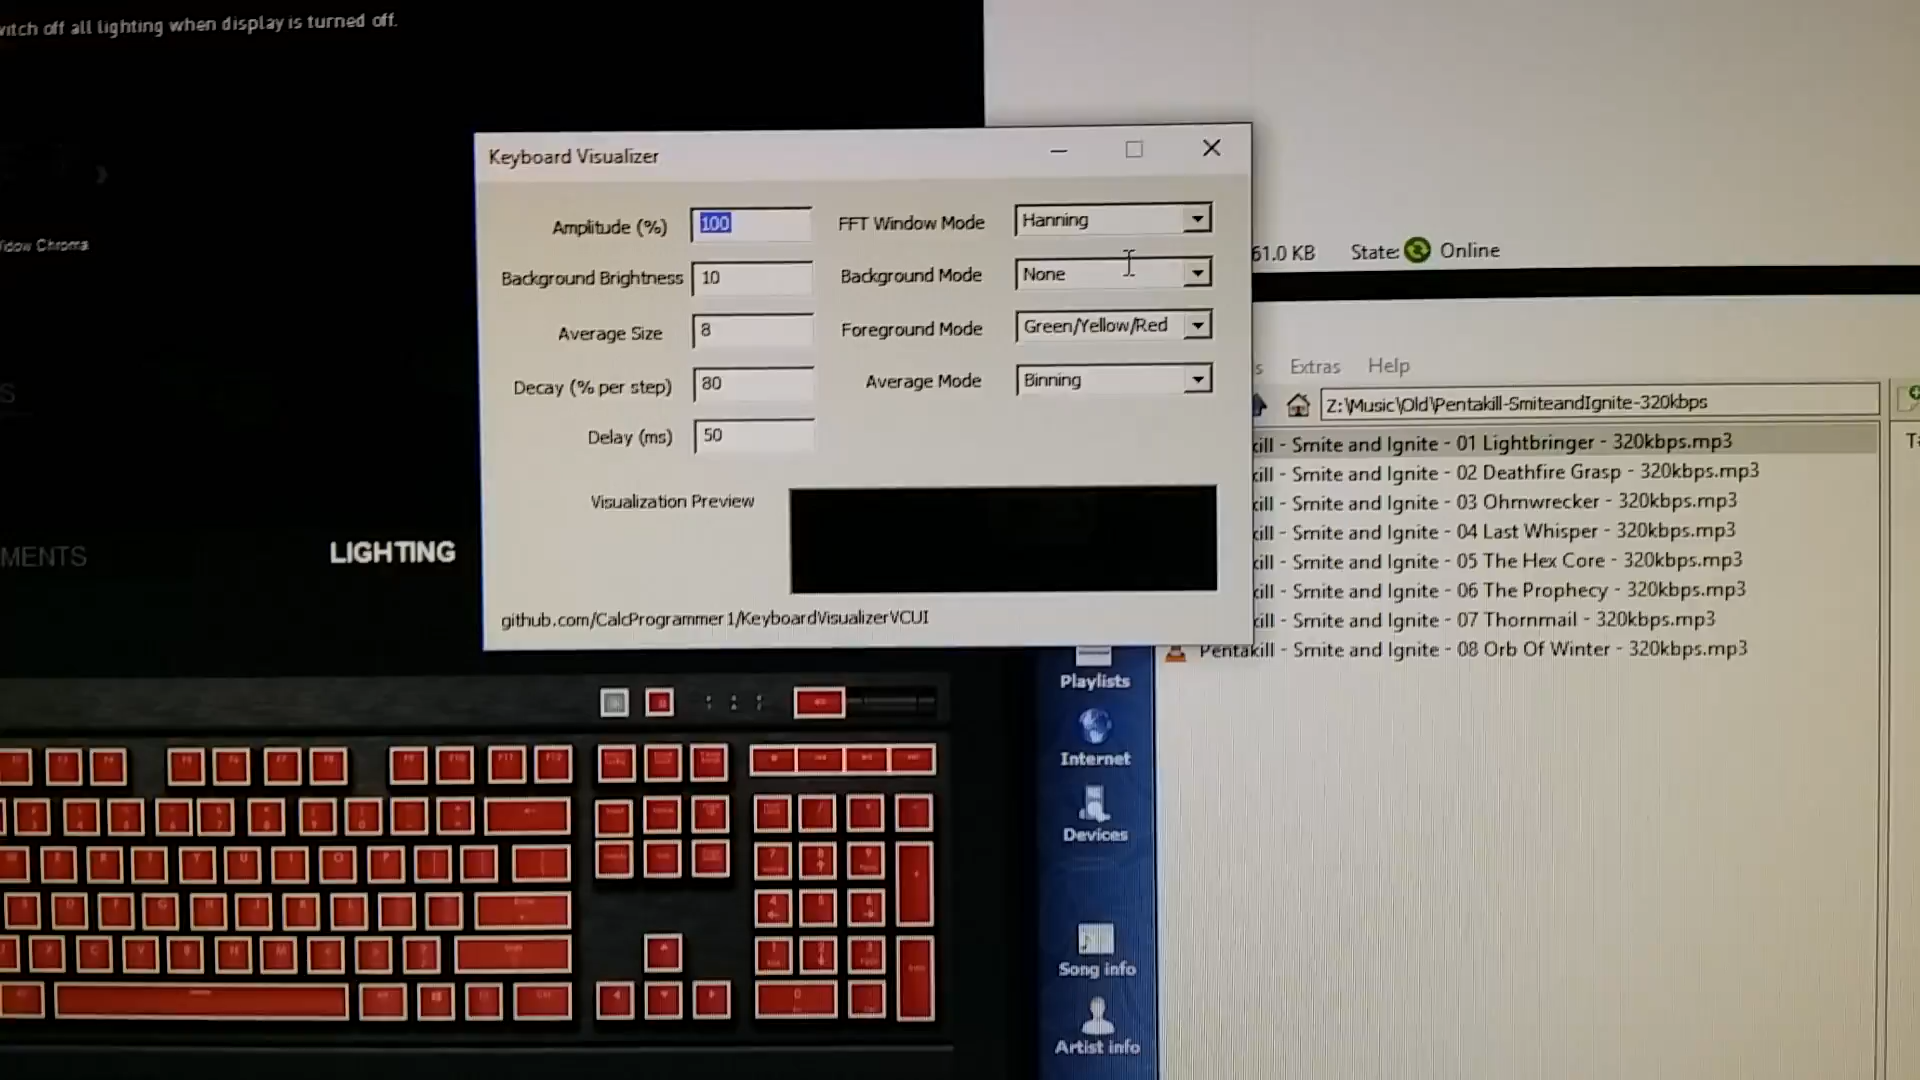 witch off all lighting when display is turned off.
Keyboard Visualizer
Amplitude (%)
100
FFT Window Mode
Hanning
Background Brightness
10
Background Mode
None
Average Size
8
Foreground Mode
Green/Yellow/Red
Decay (% per step)
80
Average Mode
Binning
Delay (ms)
50
Visualization Preview
github.com/CalcProgrammer1/KeyboardVisualizerVCUI
idow Chroma
MENTS
LIGHTING
61.0 KB
State:
Online
s
Extras
Help
Z:\Music\Old\Pentakill-SmiteandIgnite-320kbps
kill - Smite and Ignite - 01 Lightbringer - 320kbps.mp3
kill - Smite and Ignite - 02 Deathfire Grasp - 320kbps.mp3
kill - Smite and Ignite - 03 Ohmwrecker - 320kbps.mp3
kill - Smite and Ignite - 04 Last Whisper - 320kbps.mp3
kill - Smite and Ignite - 05 The Hex Core - 320kbps.mp3
kill - Smite and Ignite - 06 The Prophecy - 320kbps.mp3
kill - Smite and Ignite - 07 Thornmail - 320kbps.mp3
Pentakill - Smite and Ignite - 08 Orb Of Winter - 320kbps.mp3
Playlists
Internet
Devices
Song info
Artist info